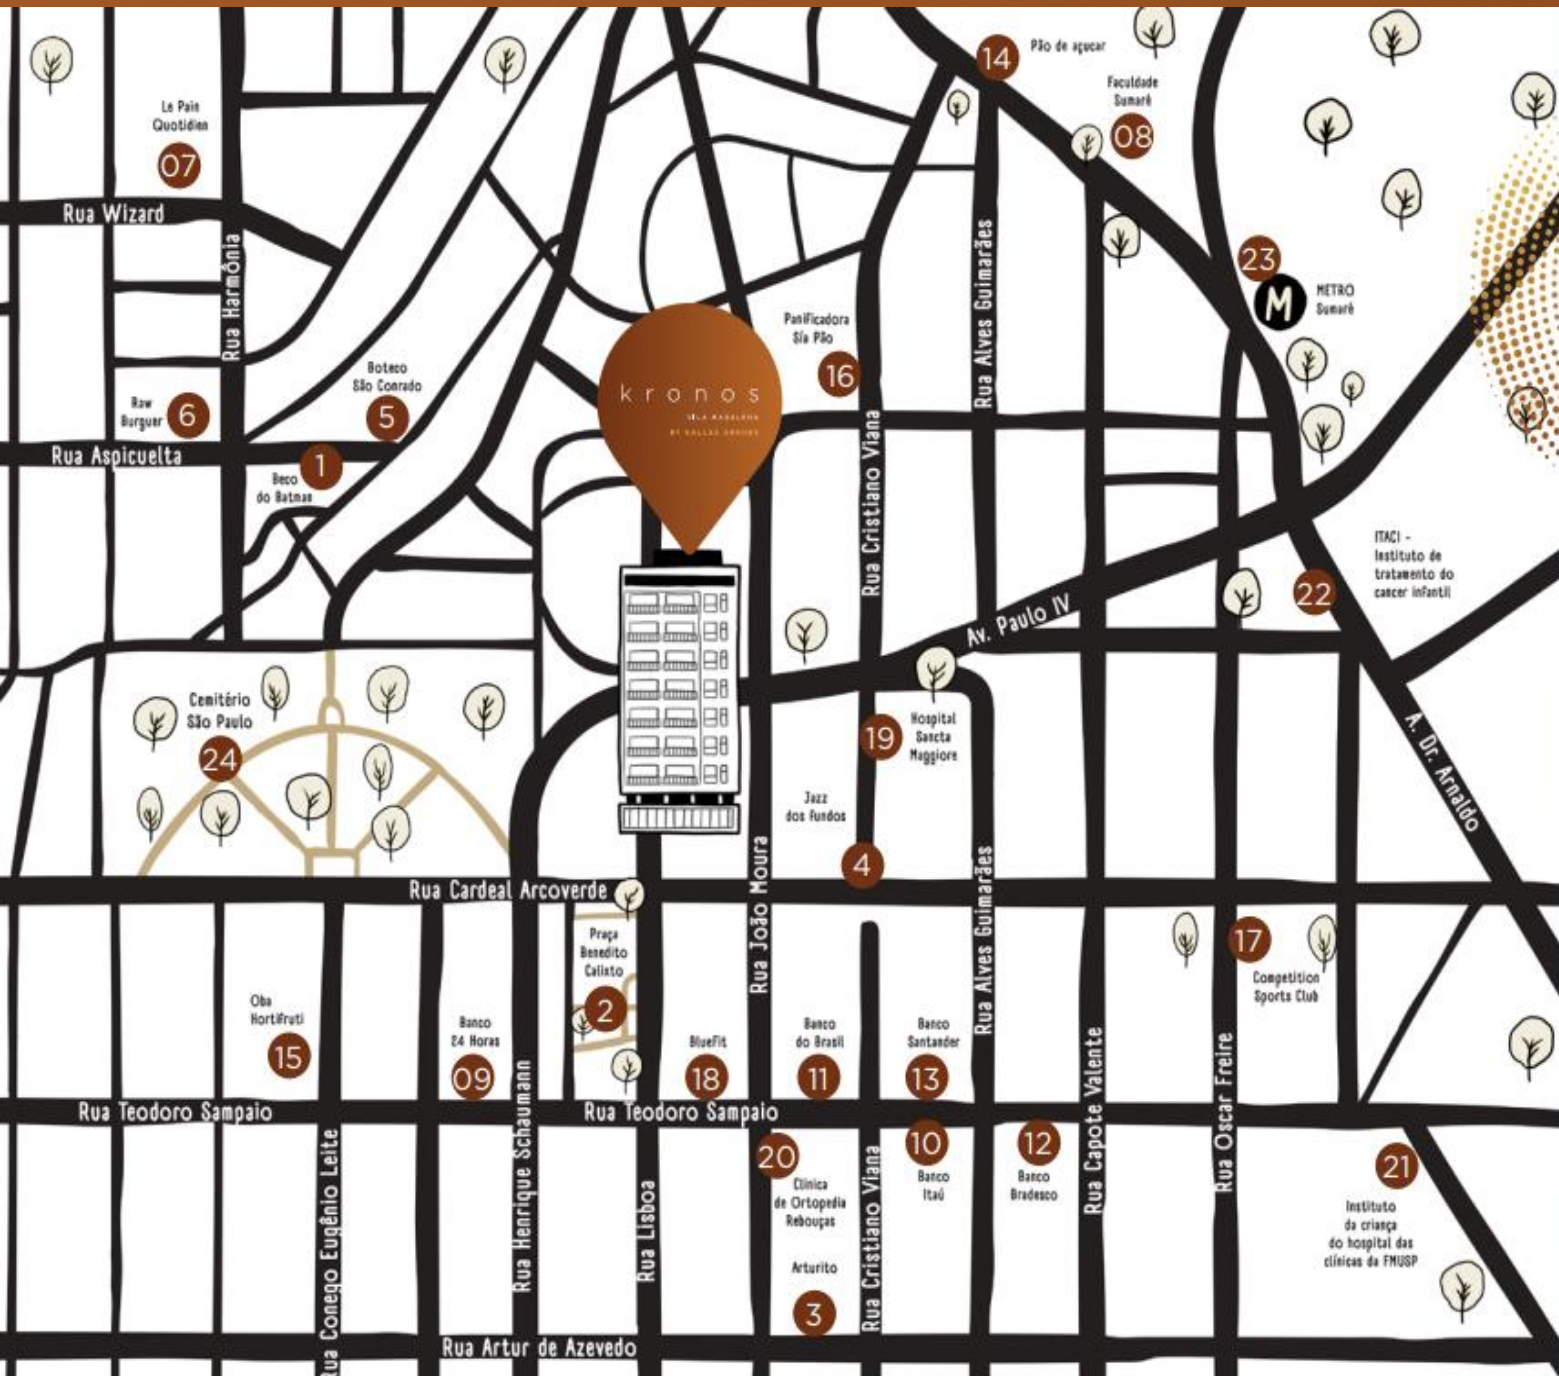 14
Pão de açucar
Le Pain
Quotidien
07
Faculdade
Sumaré
08
Rua Wizard
Rua Harmônia
Rua Alves Guimarães
23
M
METRO
Sumaré
Panificadora
Sía Pão
16
Boteco
São Conrado
5
Raw
Burguer
6
kronos
Rua Aspicuelta
1
Beco
do Batman
Rua Cristiano Viana
ITACI -
Instituto de
tratamento do
cancer infantil
22
Av. Paulo IV
Cemitério
São Paulo
24
19
Hospital
Sancta
Maggiore
A. Dr. Arnaldo
Jazz
dos Fundos
4
Rua Cardeal Arcoverde
Rua João Moura
Rua Alves Guimarães
Praça
Benedito
Calixto
2
17
Competition
Sports Club
Oba
Hortifruti
15
Banco
24 Horas
09
BlueFit
18
Banco
do Brasil
11
Banco
Santander
13
Rua Teodoro Sampaio
Rua Teodoro Sampaio
Rua Conego Eugênio Leite
Rua Henrique Schaumann
Rua Lisboa
20
Clínica
de Ortopedia
Rebouças
Rua Cristiano Viana
10
Banco
Itaú
12
Banco
Bradesco
Rua Capote Valente
Rua Oscar Freire
21
Instituto
da criança
do hospital das
clínicas da FMUSP
Arturito
3
Rua Artur de Azevedo